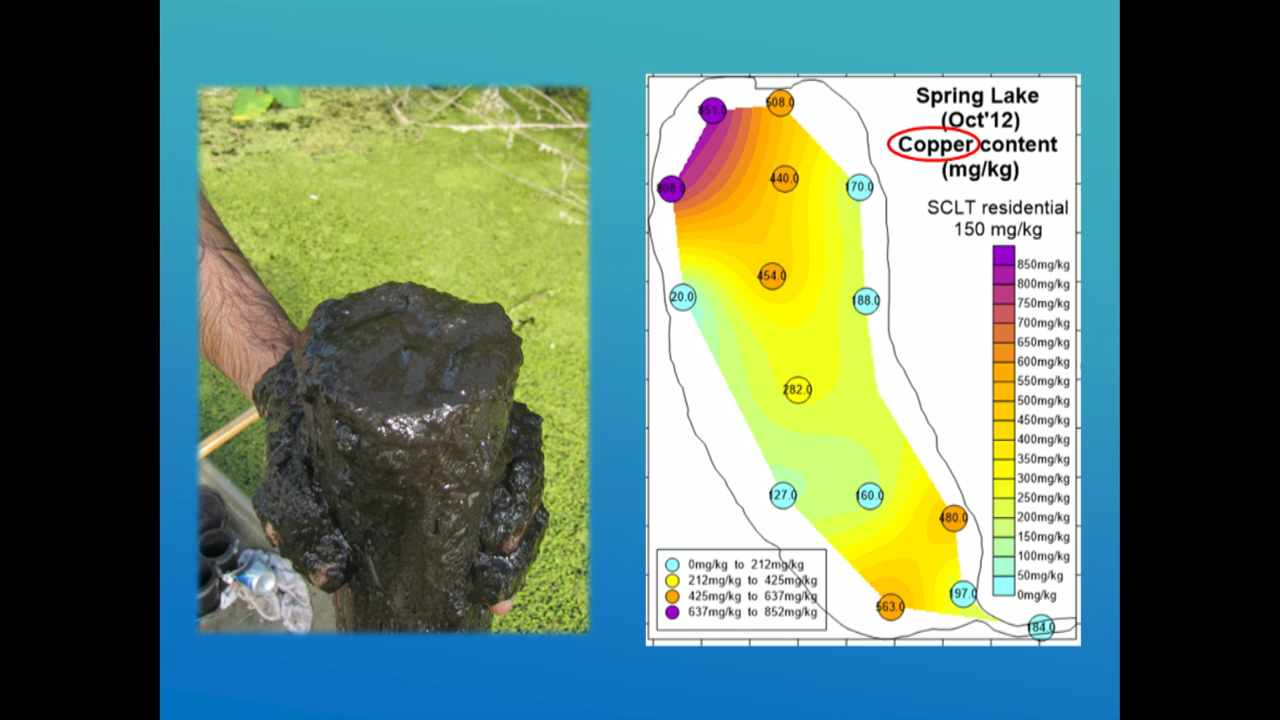 Spring Lake
(Oct'12)
Copper content
(mg/kg)
SCLT residential
150 mg/kg
851.0
508.0
808.0
440.0
170.0
454.0
20.0
188.0
282.0
127.0
160.0
480.0
563.0
197.0
184.0
850mg/kg
800mg/kg
750mg/kg
700mg/kg
650mg/kg
600mg/kg
550mg/kg
500mg/kg
450mg/kg
400mg/kg
350mg/kg
300mg/kg
250mg/kg
200mg/kg
150mg/kg
100mg/kg
50mg/kg
0mg/kg
0mg/kg to 212mg/kg
212mg/kg to 425mg/kg
425mg/kg to 637mg/kg
637mg/kg to 852mg/kg